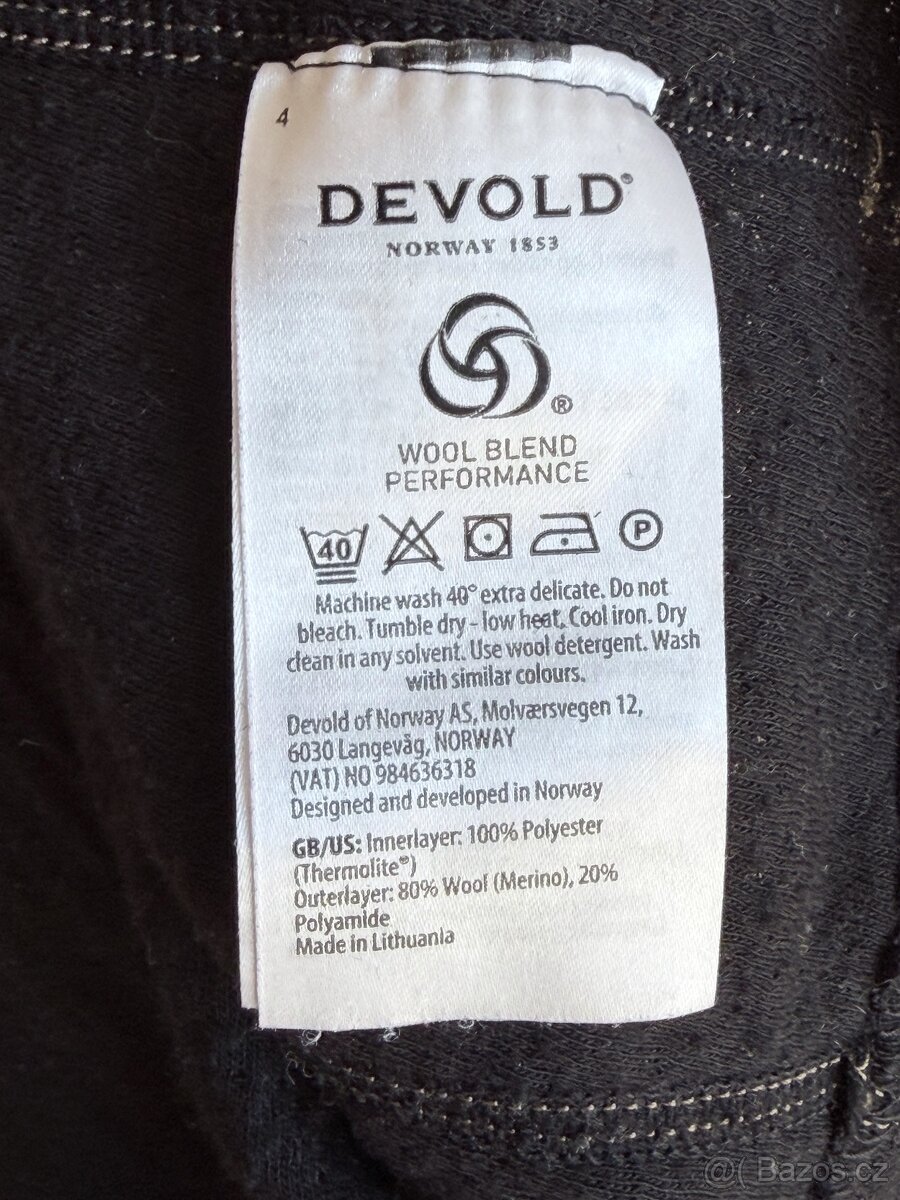 4
DEVOLD®
NORWAY 1853
®
WOOL BLEND
PERFORMANCE
40 P
Machine wash 40° extra delicate. Do not
bleach. Tumble dry - low heat. Cool iron. Dry
clean in any solvent. Use wool detergent. Wash
with similar colours.
Devold of Norway AS, Molværsvegen 12,
6030 Langevåg, NORWAY
(VAT) NO 984636318
Designed and developed in Norway
GB/US: Innerlayer: 100% Polyester
(Thermolite®)
Outerlayer: 80% Wool (Merino), 20%
Polyamide
Made in Lithuania
@( Bazos.cz